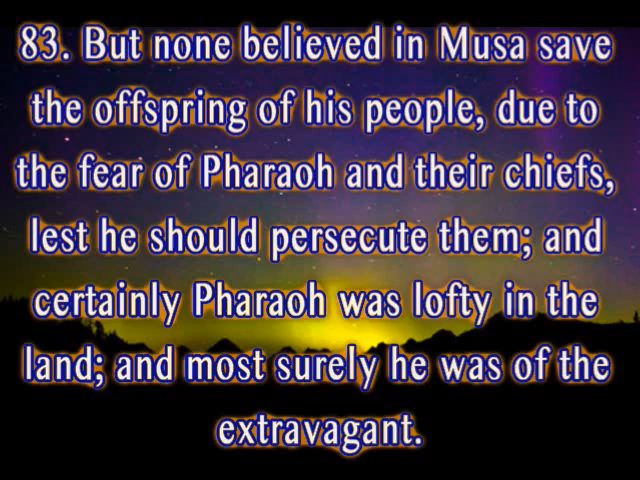 83. But none believed in Musa save
the offspring of his people, due to
the fear of Pharaoh and their chiefs,
lest he should persecute them; and
certainly Pharaoh was lofty in the
land; and most surely he was of the
extravagant.